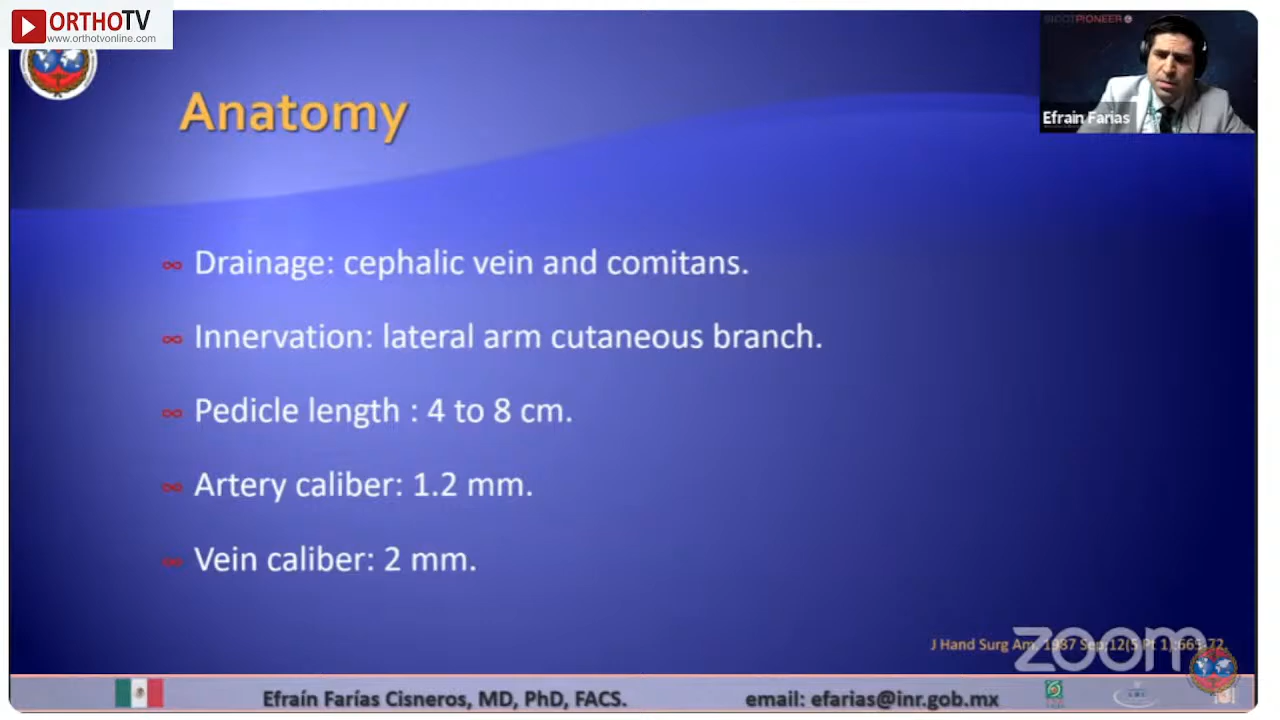 ORTHOTV
www.orthotvonline.com
Efrain Farias
Anatomy
∞ Drainage: cephalic vein and comitans.
∞ Innervation: lateral arm cutaneous branch.
∞ Pedicle length : 4 to 8 cm.
∞ Artery caliber: 1.2 mm.
∞ Vein caliber: 2 mm.
J Hand Surg Am. 1987 Sep;12(5 Pt 1):665-72.
zoom
Efraín Farías Cisneros, MD, PhD, FACS. email: efarias@inr.gob.mx